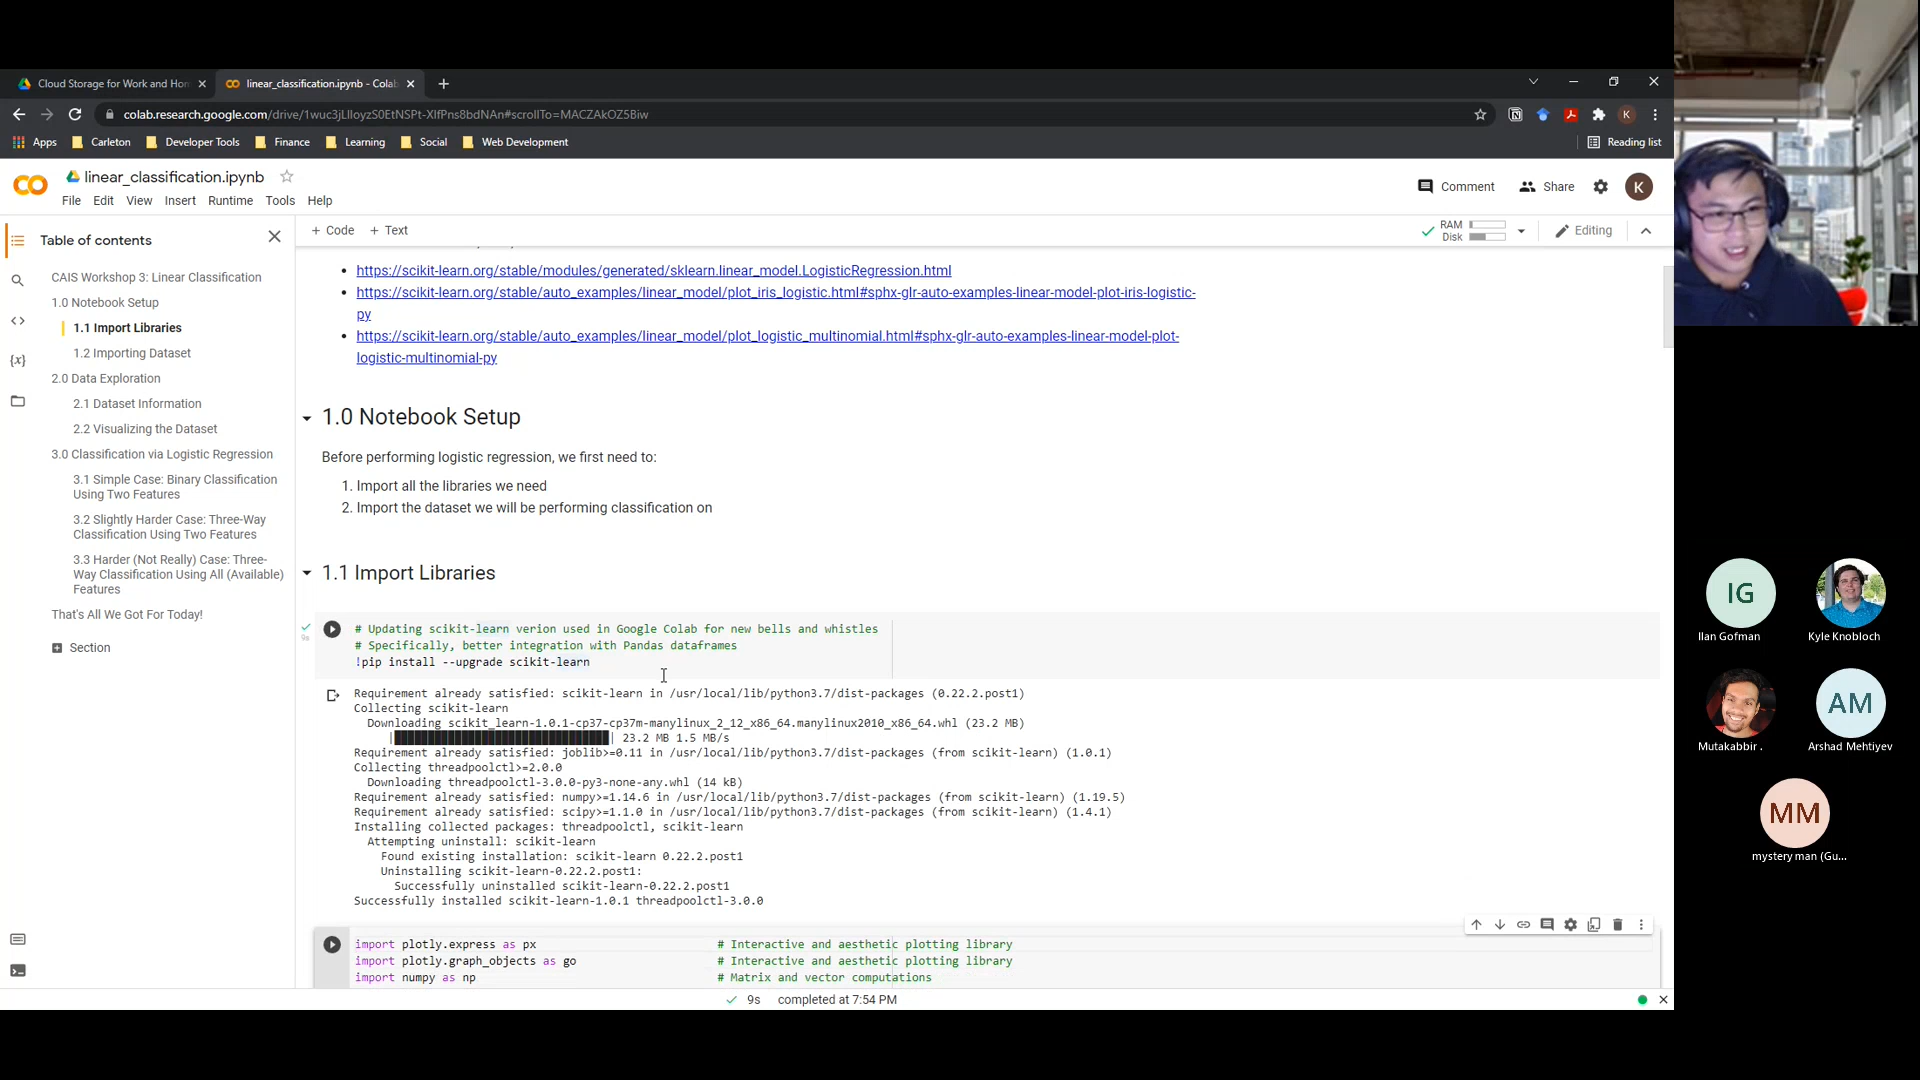 Cloud Storage for Work and Hom
linear_classification.ipynb - Colab
colab.research.google.com/drive/1wuc3jLlloyzS0EtNSPt-XlfPns8bdNAn#scrollTo=MACZAkOZ5Biw
K
Apps
Carleton
Developer Tools
Finance
Learning
Social
Web Development
Reading list
CO
linear_classification.ipynb
Comment
Share
K
File Edit View Insert Runtime Tools Help
Table of contents
+ Code + Text
RAM
Disk
Editing
CAIS Workshop 3: Linear Classification
1.0 Notebook Setup
1.1 Import Libraries
1.2 Importing Dataset
2.0 Data Exploration
2.1 Dataset Information
2.2 Visualizing the Dataset
3.0 Classification via Logistic Regression
3.1 Simple Case: Binary Classification
Using Two Features
3.2 Slightly Harder Case: Three-Way
Classification Using Two Features
3.3 Harder (Not Really) Case: Three-
Way Classification Using All (Available)
Features
That's All We Got For Today!
Section
• https://scikit-learn.org/stable/modules/generated/sklearn.linear_model.LogisticRegression.html
• https://scikit-learn.org/stable/auto_examples/linear_model/plot_iris_logistic.html#sphx-glr-auto-examples-linear-model-plot-iris-logistic-
py
• https://scikit-learn.org/stable/auto_examples/linear_model/plot_logistic_multinomial.html#sphx-glr-auto-examples-linear-model-plot-
logistic-multinomial-py
1.0 Notebook Setup
Before performing logistic regression, we first need to:
1. Import all the libraries we need
2. Import the dataset we will be performing classification on
1.1 Import Libraries
9s
# Updating scikit-learn verion used in Google Colab for new bells and whistles
# Specifically, better integration with Pandas dataframes
!pip install --upgrade scikit-learn
Requirement already satisfied: scikit-learn in /usr/local/lib/python3.7/dist-packages (0.22.2.post1)
Collecting scikit-learn
Downloading scikit_learn-1.0.1-cp37-cp37m-manylinux_2_12_x86_64.manylinux2010_x86_64.whl (23.2 MB)
|████████████████████████████████| 23.2 MB 1.5 MB/s
Requirement already satisfied: joblib>=0.11 in /usr/local/lib/python3.7/dist-packages (from scikit-learn) (1.0.1)
Collecting threadpoolctl>=2.0.0
Downloading threadpoolctl-3.0.0-py3-none-any.whl (14 kB)
Requirement already satisfied: numpy>=1.14.6 in /usr/local/lib/python3.7/dist-packages (from scikit-learn) (1.19.5)
Requirement already satisfied: scipy>=1.1.0 in /usr/local/lib/python3.7/dist-packages (from scikit-learn) (1.4.1)
Installing collected packages: threadpoolctl, scikit-learn
Attempting uninstall: scikit-learn
Found existing installation: scikit-learn 0.22.2.post1
Uninstalling scikit-learn-0.22.2.post1:
Successfully uninstalled scikit-learn-0.22.2.post1
Successfully installed scikit-learn-1.0.1 threadpoolctl-3.0.0
import plotly.express as px # Interactive and aesthetic plotting library
import plotly.graph_objects as go # Interactive and aesthetic plotting library
import numpy as np # Matrix and vector computations
9s completed at 7:54 PM
IG
Ilan Gofman
Kyle Knobloch
Mutakabbir .
AM
Arshad Mehtiyev
MM
mystery man (Gu...